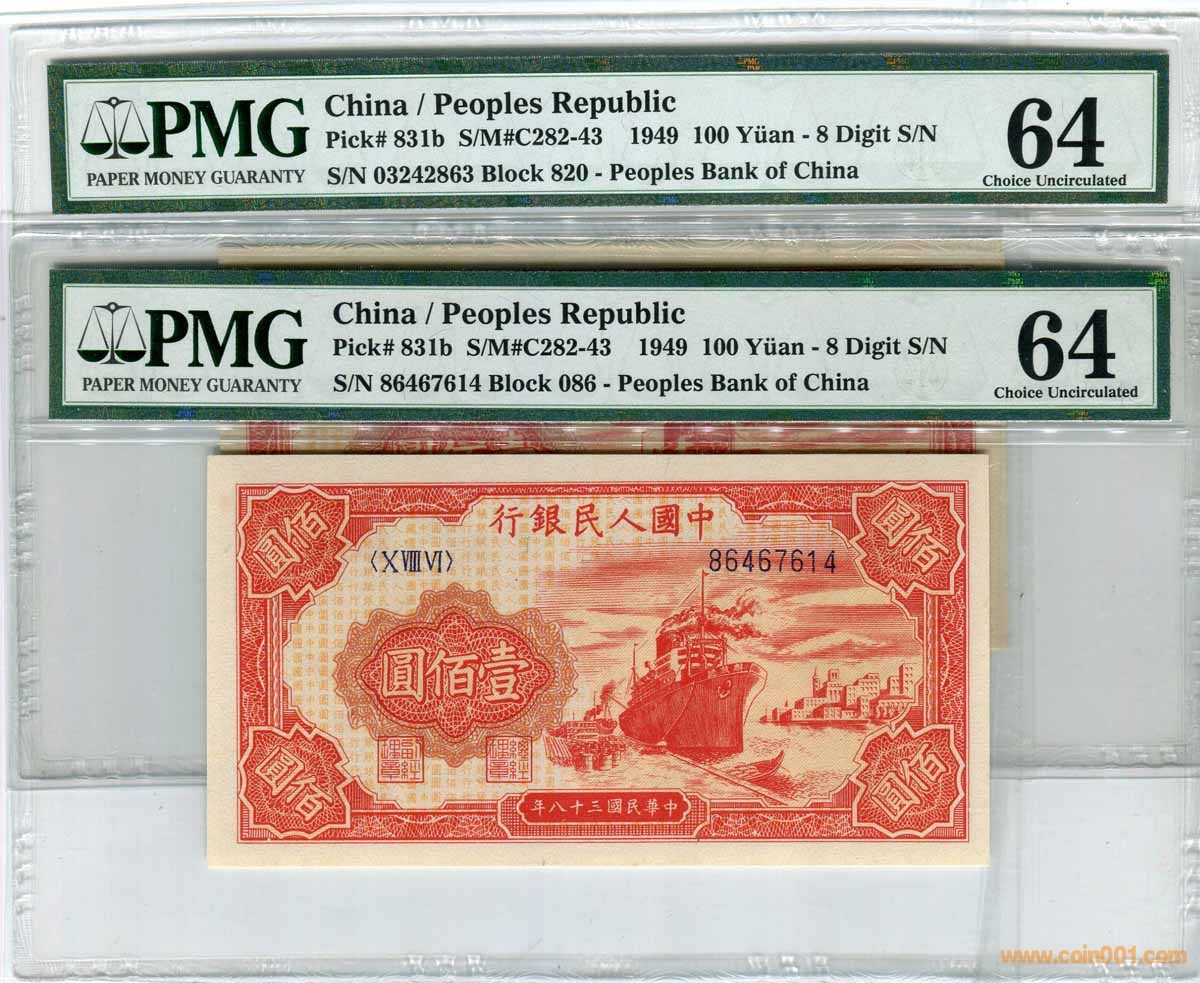 PMG
PAPER MONEY GUARANTY
China / Peoples Republic
Pick# 831b S/M#C282-43 1949 100 Yüan - 8 Digit S/N
S/N 03242863 Block 820 - Peoples Bank of China
64
Choice Uncirculated
PMG
PAPER MONEY GUARANTY
China / Peoples Republic
Pick# 831b S/M#C282-43 1949 100 Yüan - 8 Digit S/N
S/N 86467614 Block 086 - Peoples Bank of China
64
Choice Uncirculated
行銀民人國中
圓佰
圓佰
〈X VIII VI〉
86467614
圓佰壹
圓佰
圓佰
年八十三國民華中
www.coin001.com